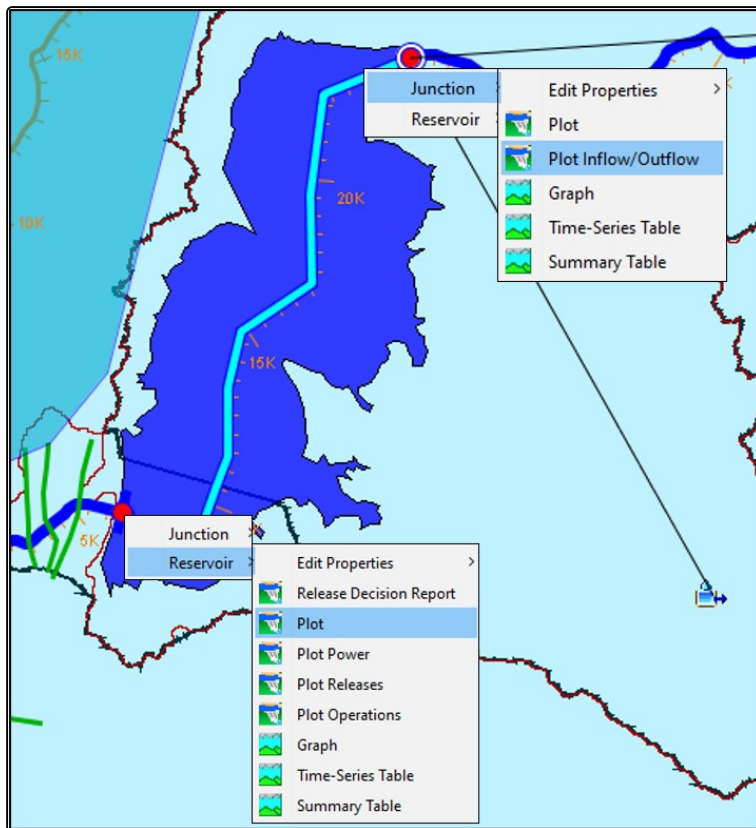 15K
Junction
Reservoir
Edit Properties
Plot
Plot Inflow/Outflow
Graph
Time-Series Table
Summary Table
20K
10K
15K
5K
Junction
Reservoir
Edit Properties
Release Decision Report
Plot
Plot Power
Plot Releases
Plot Operations
Graph
Time-Series Table
Summary Table